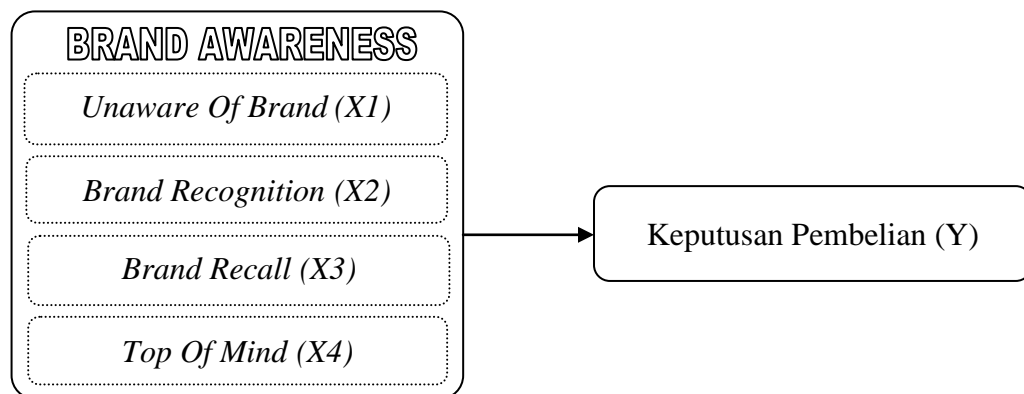 BRAND AWARENESS
Unaware Of Brand (X1)
Brand Recognition (X2)
Brand Recall (X3)
Top Of Mind (X4)
Keputusan Pembelian (Y)